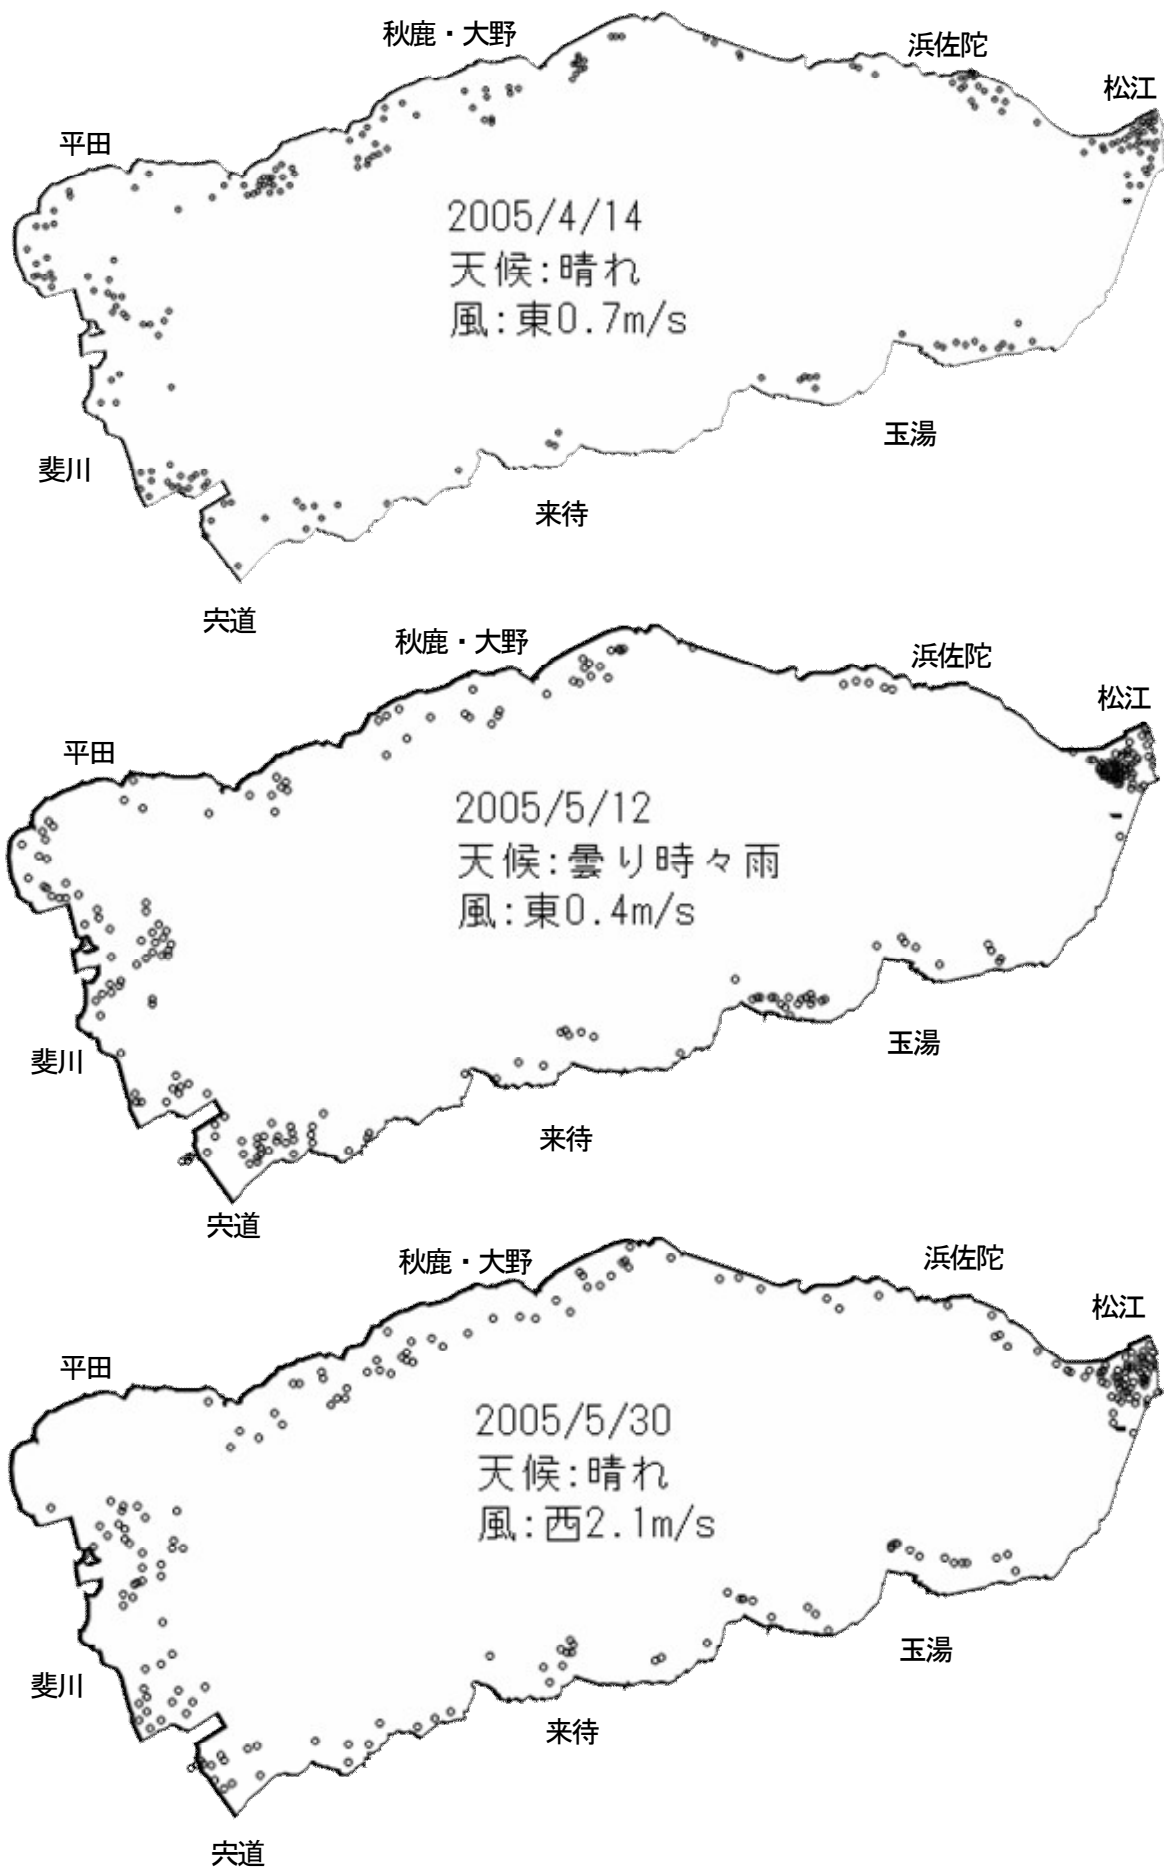 秋鹿・大野
浜佐陀
松江
平田
2005/4/14
天候:晴れ
風:東0.7m/s
玉湯
斐川
来待
宍道
秋鹿・大野
浜佐陀
松江
平田
2005/5/12
天候:曇り時々雨
風:東0.4m/s
玉湯
斐川
来待
宍道
秋鹿・大野
浜佐陀
松江
平田
2005/5/30
天候:晴れ
風:西2.1m/s
玉湯
斐川
来待
宍道